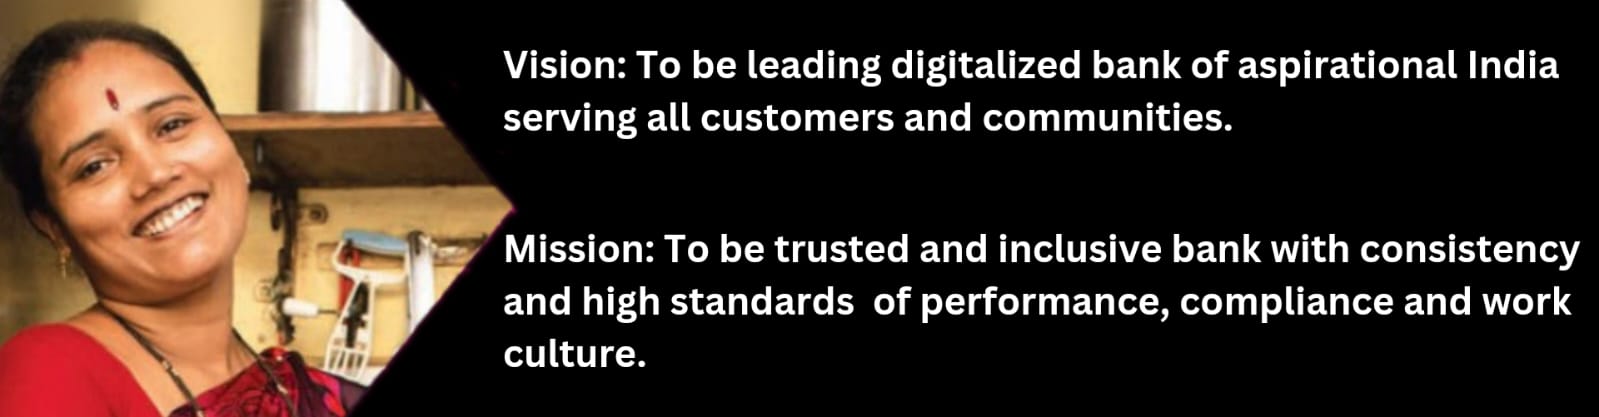 Vision: To be leading digitalized bank of aspirational India
serving all customers and communities.
Mission: To be trusted and inclusive bank with consistency
and high standards  of performance, compliance and work
culture.